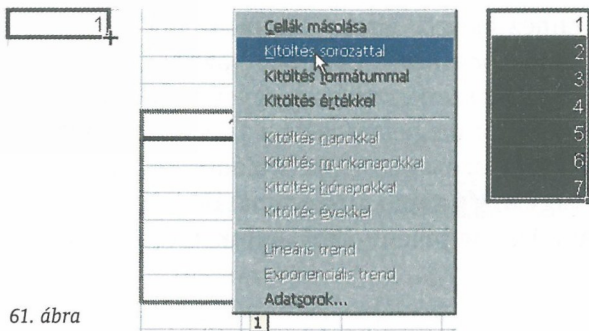 1
Cellák másolása
Kitöltés sorozattal
Kitöltés formátummal
Kitöltés értékkel
Kitöltés napokkal
Kitöltés munkanapokkal
Kitöltés hónapokkal
Kitöltés évekkel
Lineáris trend
Exponenciális trend
Adatsorok...
1
1
2
3
4
5
6
7
61. ábra